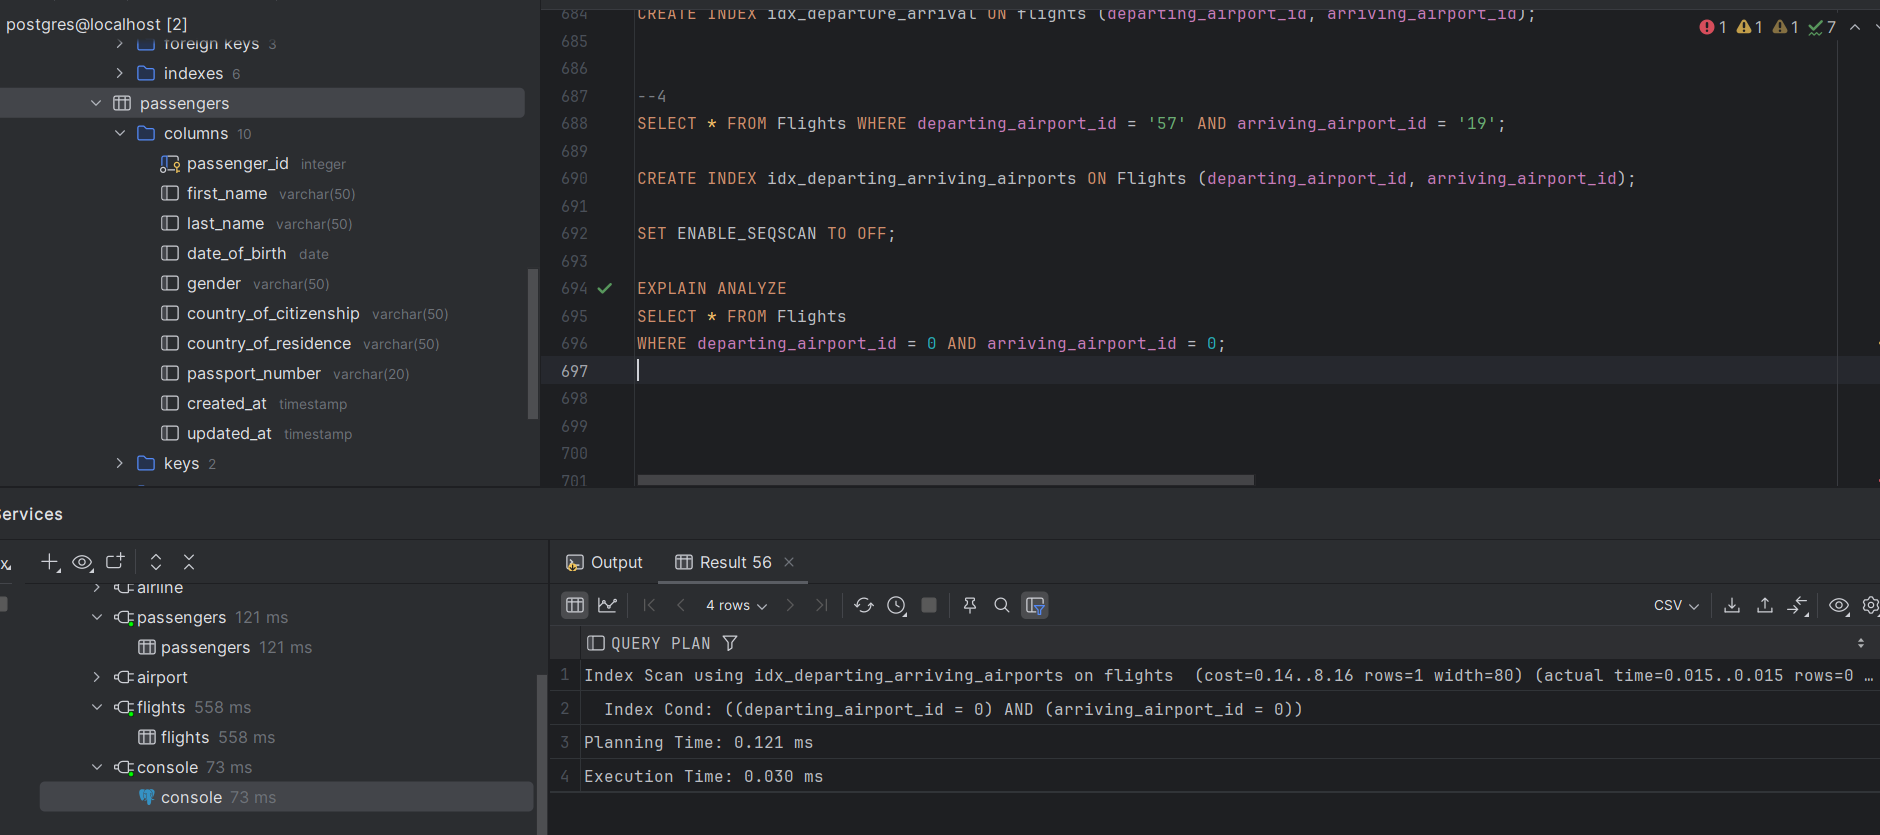 postgres@localhost [2]
foreign keys 3
indexes 6
passengers
columns 10
passenger_id integer
first_name varchar(50)
last_name varchar(50)
date_of_birth date
gender varchar(50)
country_of_citizenship varchar(50)
country_of_residence varchar(50)
passport_number varchar(20)
created_at timestamp
updated_at timestamp
keys 2
684 CREATE INDEX idx_departure_arrival ON flights (departing_airport_id, arriving_airport_id);
1 1 1 7
685
686
687 --4
688 SELECT * FROM Flights WHERE departing_airport_id = '57' AND arriving_airport_id = '19';
689
690 CREATE INDEX idx_departing_arriving_airports ON Flights (departing_airport_id, arriving_airport_id);
691
692 SET ENABLE_SEQSCAN TO OFF;
693
694 EXPLAIN ANALYZE
695 SELECT * FROM Flights
696 WHERE departing_airport_id = 0 AND arriving_airport_id = 0;
697
698
699
700
701
ervices
x
airline
passengers 121 ms
passengers 121 ms
airport
flights 558 ms
flights 558 ms
console 73 ms
console 73 ms
Output Result 56
4 rows CSV
QUERY PLAN
1 Index Scan using idx_departing_arriving_airports on flights (cost=0.14..8.16 rows=1 width=80) (actual time=0.015..0.015 rows=0 …
2 Index Cond: ((departing_airport_id = 0) AND (arriving_airport_id = 0))
3 Planning Time: 0.121 ms
4 Execution Time: 0.030 ms